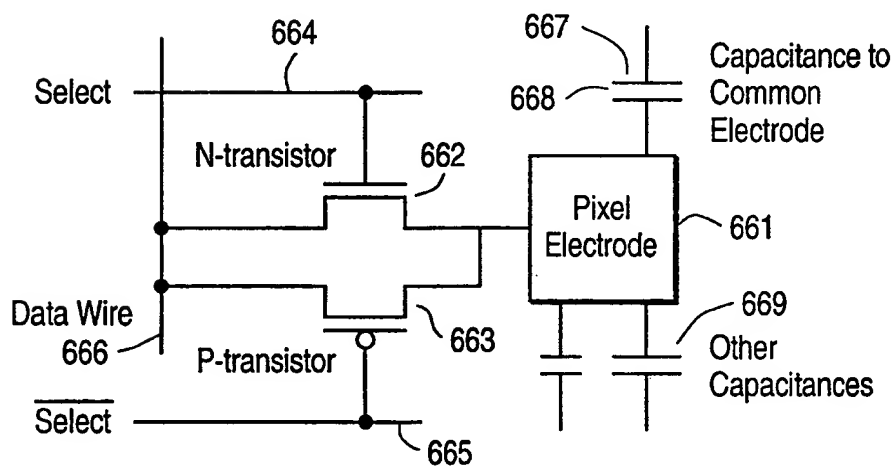 664
Select
N-transistor
662
667
668
Capacitance to
Common
Electrode
Pixel
Electrode
661
Data Wire
666
P-transistor
663
669
Other
Capacitances
Select
665